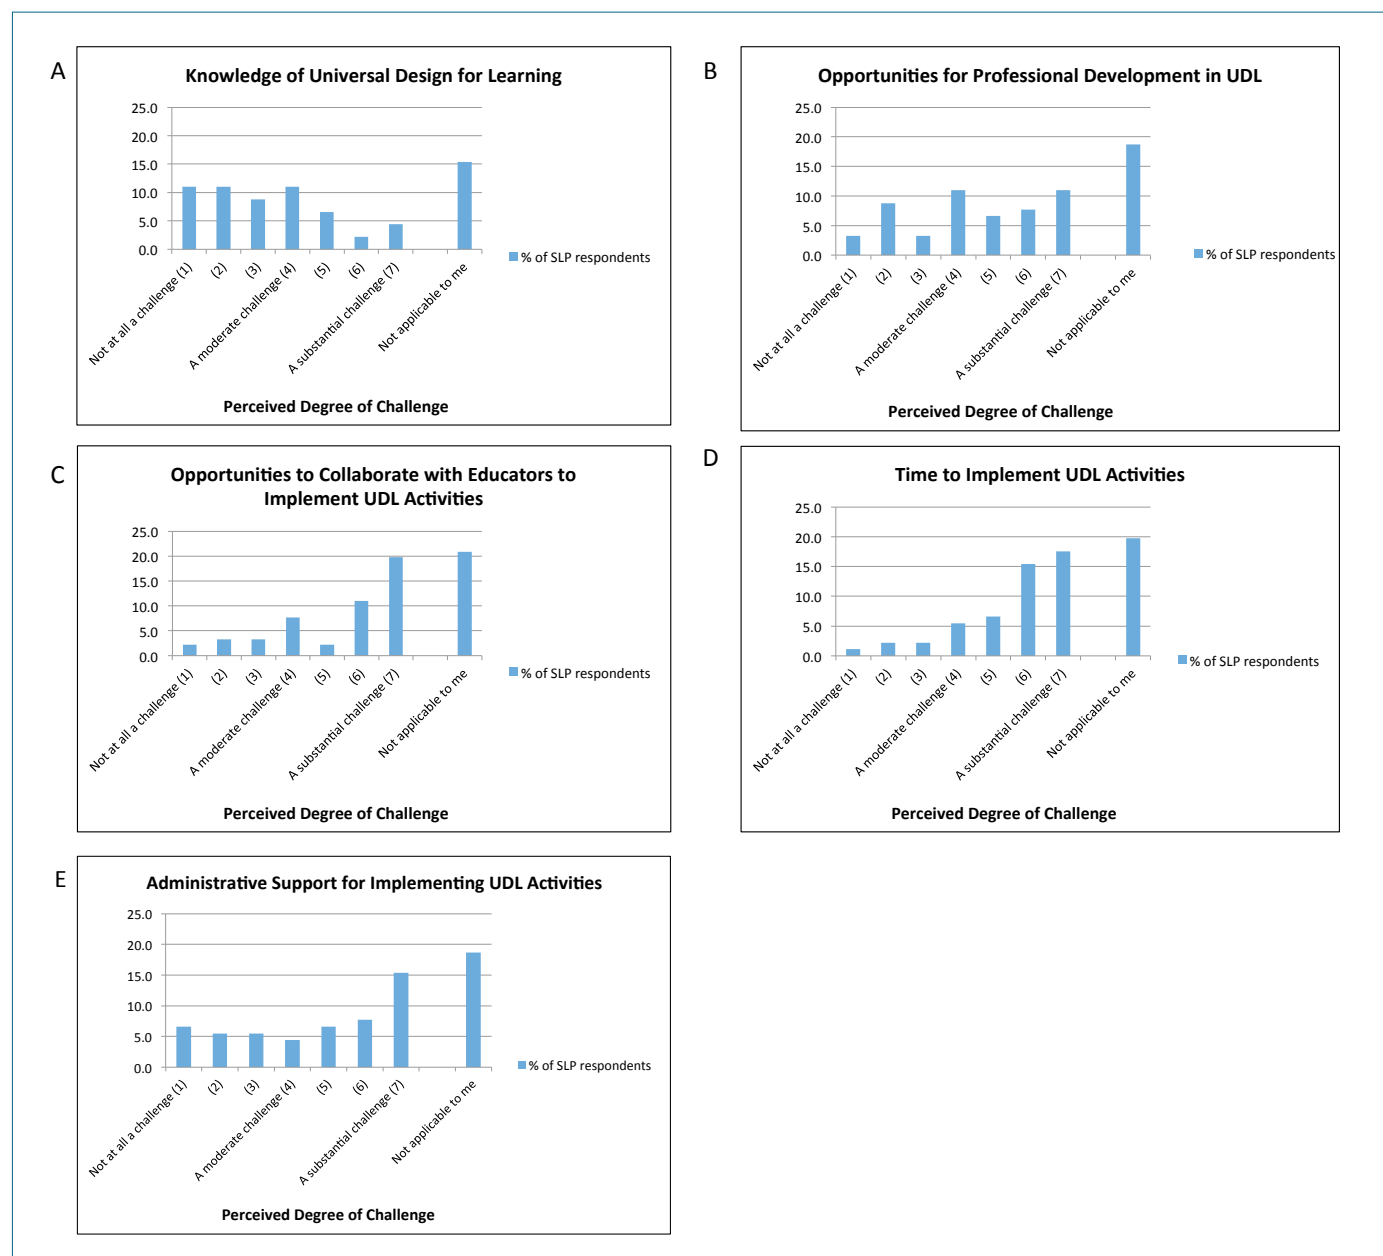 A
Knowledge of Universal Design for Learning
25.0
20.0
15.0
10.0
5.0
0.0
Not at all a challenge (1)
(2)
(3)
A moderate challenge (4)
(5)
(6)
A substantial challenge (7)
Not applicable to me
% of SLP respondents
Perceived Degree of Challenge
B
Opportunities for Professional Development in UDL
25.0
20.0
15.0
10.0
5.0
0.0
Not at all a challenge (1)
(2)
(3)
A moderate challenge (4)
(5)
(6)
A substantial challenge (7)
Not applicable to me
% of SLP respondents
Perceived Degree of Challenge
C
Opportunities to Collaborate with Educators to
Implement UDL Activities
25.0
20.0
15.0
10.0
5.0
0.0
Not at all a challenge (1)
(2)
(3)
A moderate challenge (4)
(5)
(6)
A substantial challenge (7)
Not applicable to me
% of SLP respondents
Perceived Degree of Challenge
D
Time to Implement UDL Activities
25.0
20.0
15.0
10.0
5.0
0.0
Not at all a challenge (1)
(2)
(3)
A moderate challenge (4)
(5)
(6)
A substantial challenge (7)
Not applicable to me
% of SLP respondents
Perceived Degree of Challenge
E
Administrative Support for Implementing UDL Activities
25.0
20.0
15.0
10.0
5.0
0.0
Not at all a challenge (1)
(2)
(3)
A moderate challenge (4)
(5)
(6)
A substantial challenge (7)
Not applicable to me
% of SLP respondents
Perceived Degree of Challenge